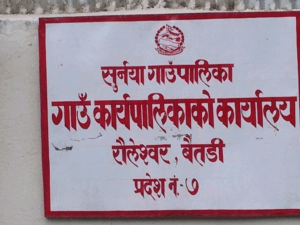 सुर्नया गाउँपालिका
गाउँ कार्यपालिकाको कार्यालय
रौलेश्वर, बैतडी
प्रदेश नं.-७